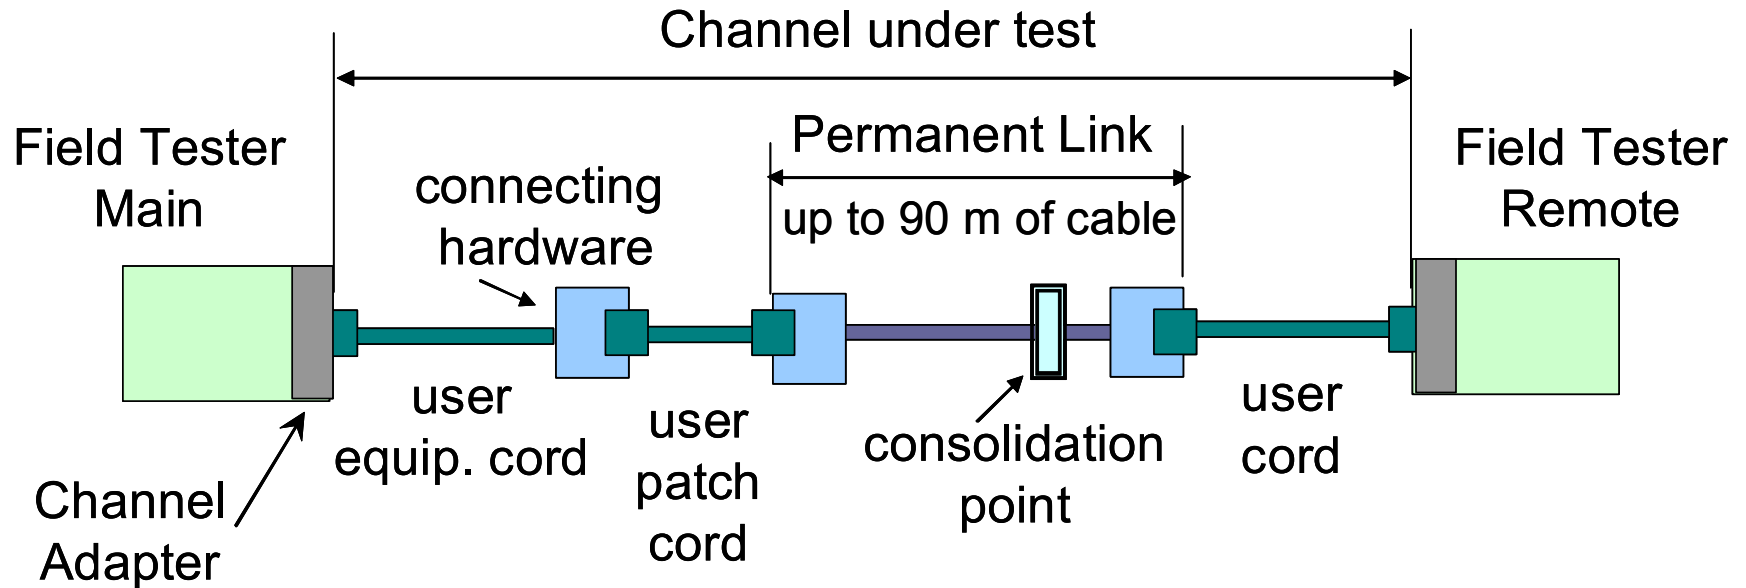 Channel under test
Permanent Link
up to 90 m of cable
Field Tester
Main
connecting
hardware
Field Tester
Remote
user
equip. cord
user
patch
cord
consolidation
point
user
cord
Channel
Adapter